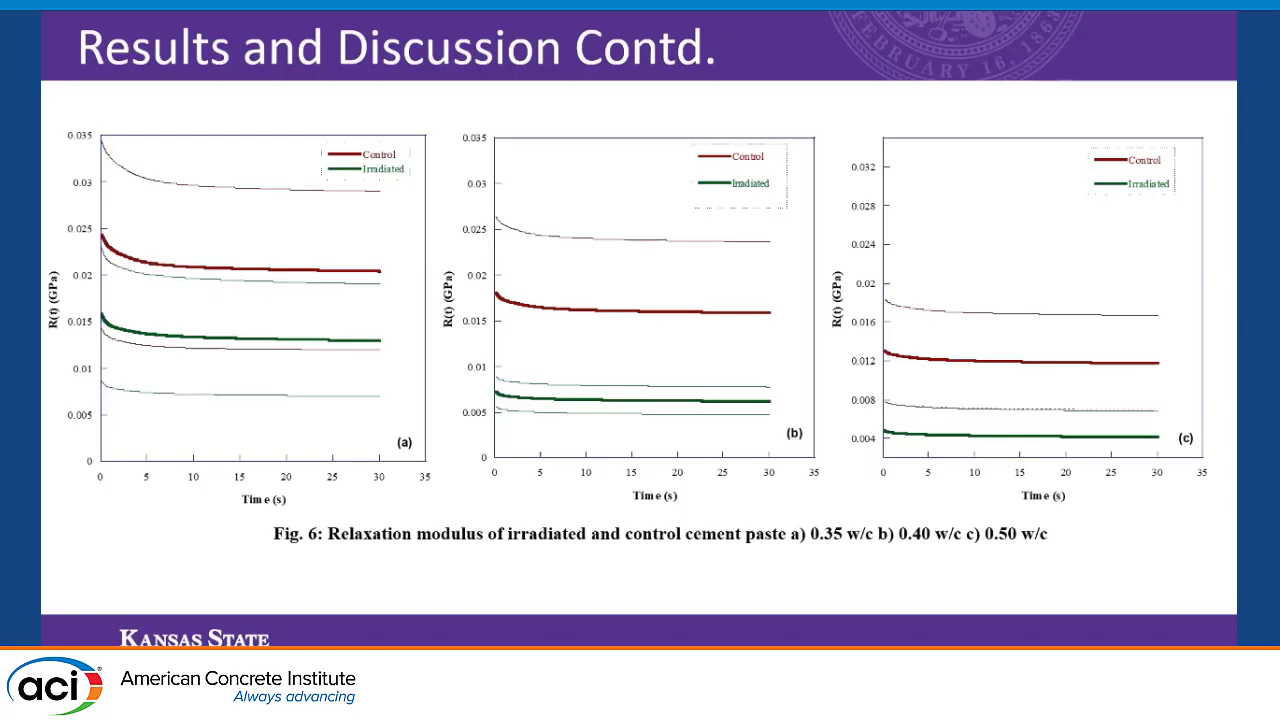 Results and Discussion Contd.
FEBRUARY 16, 1863
0.035
0.03
0.025
0.02
0.015
0.01
0.005
0
R(t) (GPa)
Control
Irradiated
(a)
0 5 10 15 20 25 30 35
Time (s)
0.035
0.03
0.025
0.02
0.015
0.01
0.005
0
R(t) (GPa)
Control
Irradiated
(b)
0 5 10 15 20 25 30 35
Time (s)
0.032
0.028
0.024
0.02
0.016
0.012
0.008
0.004
R(t) (GPa)
Control
Irradiated
(c)
0 5 10 15 20 25 30 35
Time (s)
Fig. 6: Relaxation modulus of irradiated and control cement paste a) 0.35 w/c b) 0.40 w/c c) 0.50 w/c
KANSAS STATE
aci®
American Concrete Institute
Always advancing